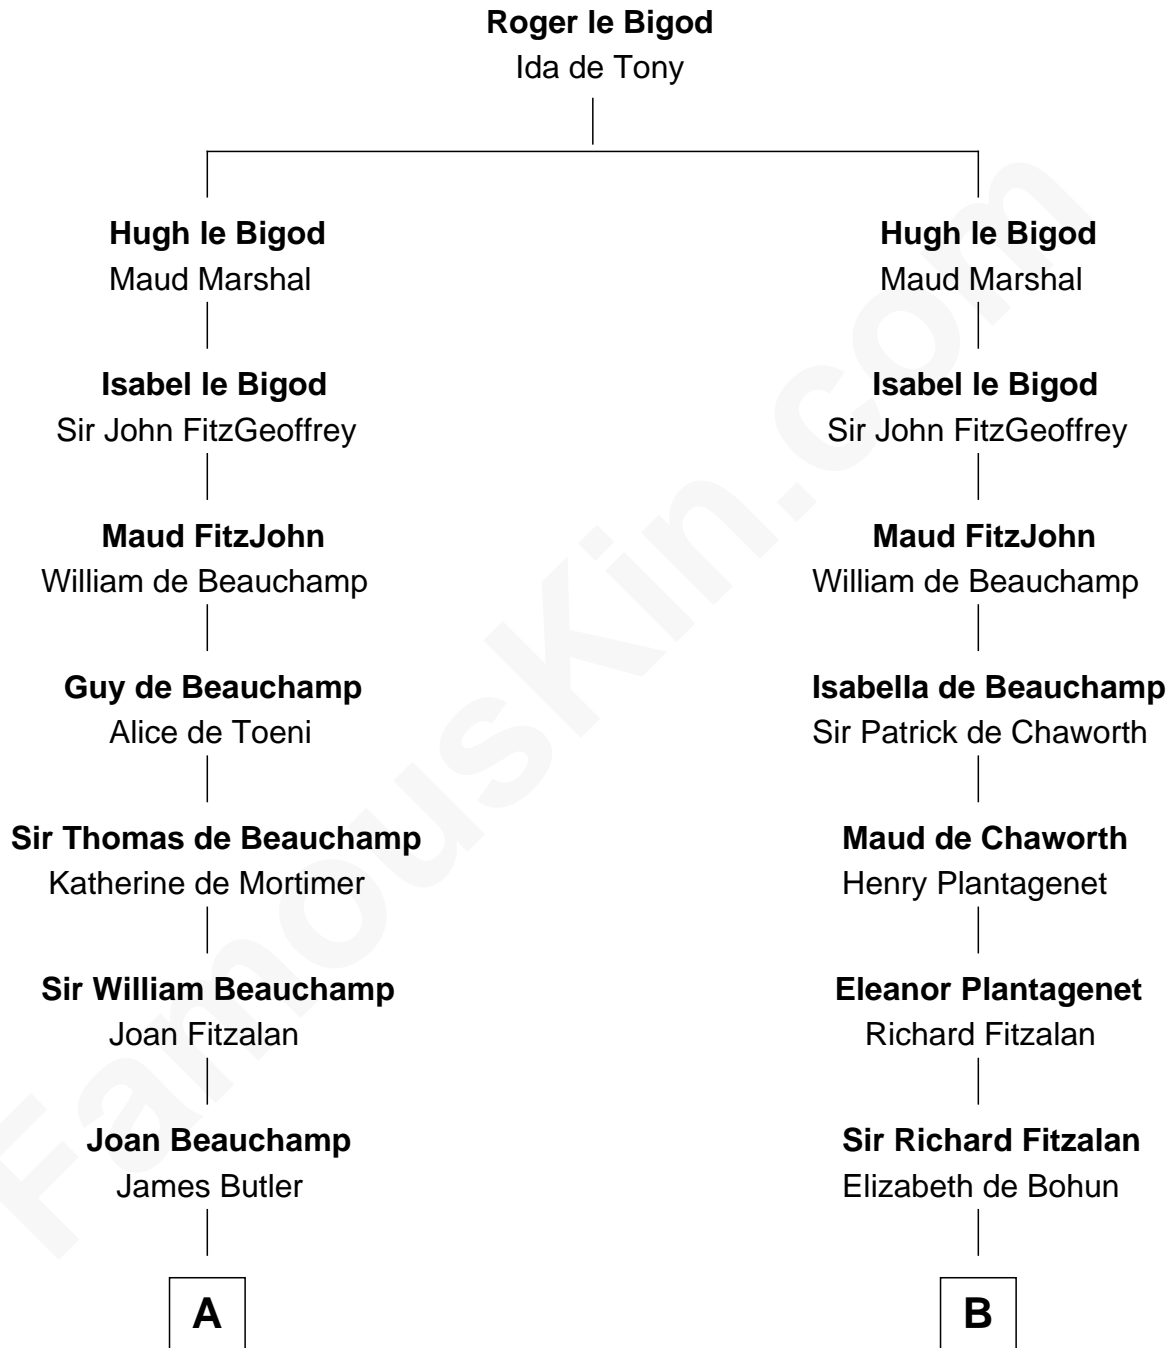 Roger le Bigod
Ida de Tony
Hugh le Bigod
Maud Marshal
Isabel le Bigod
Sir John FitzGeoffrey
Maud FitzJohn
William de Beauchamp
Guy de Beauchamp
Alice de Toeni
Sir Thomas de Beauchamp
Katherine de Mortimer
Sir William Beauchamp
Joan Fitzalan
Joan Beauchamp
James Butler
A
Hugh le Bigod
Maud Marshal
Isabel le Bigod
Sir John FitzGeoffrey
Maud FitzJohn
William de Beauchamp
Isabella de Beauchamp
Sir Patrick de Chaworth
Maud de Chaworth
Henry Plantagenet
Eleanor Plantagenet
Richard Fitzalan
Sir Richard Fitzalan
Elizabeth de Bohun
B
FamousKin.com